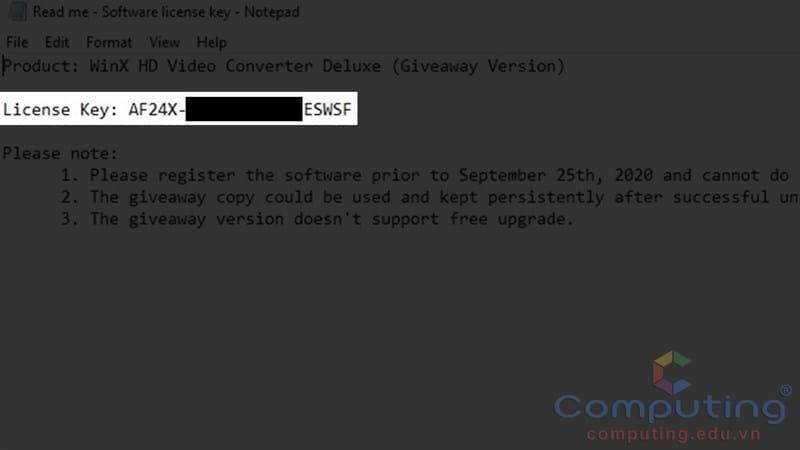 Read me - Software license key - Notepad
File Edit Format View Help
Product: WinX HD Video Converter Deluxe (Giveaway Version)
License Key: AF24X- ESWSF
Please note:
1. Please register the software prior to September 25th, 2020 and cannot do
2. The giveaway copy could be used and kept persistently after successful un
3. The giveaway version doesn't support free upgrade.
Computing®
computing.edu.vn